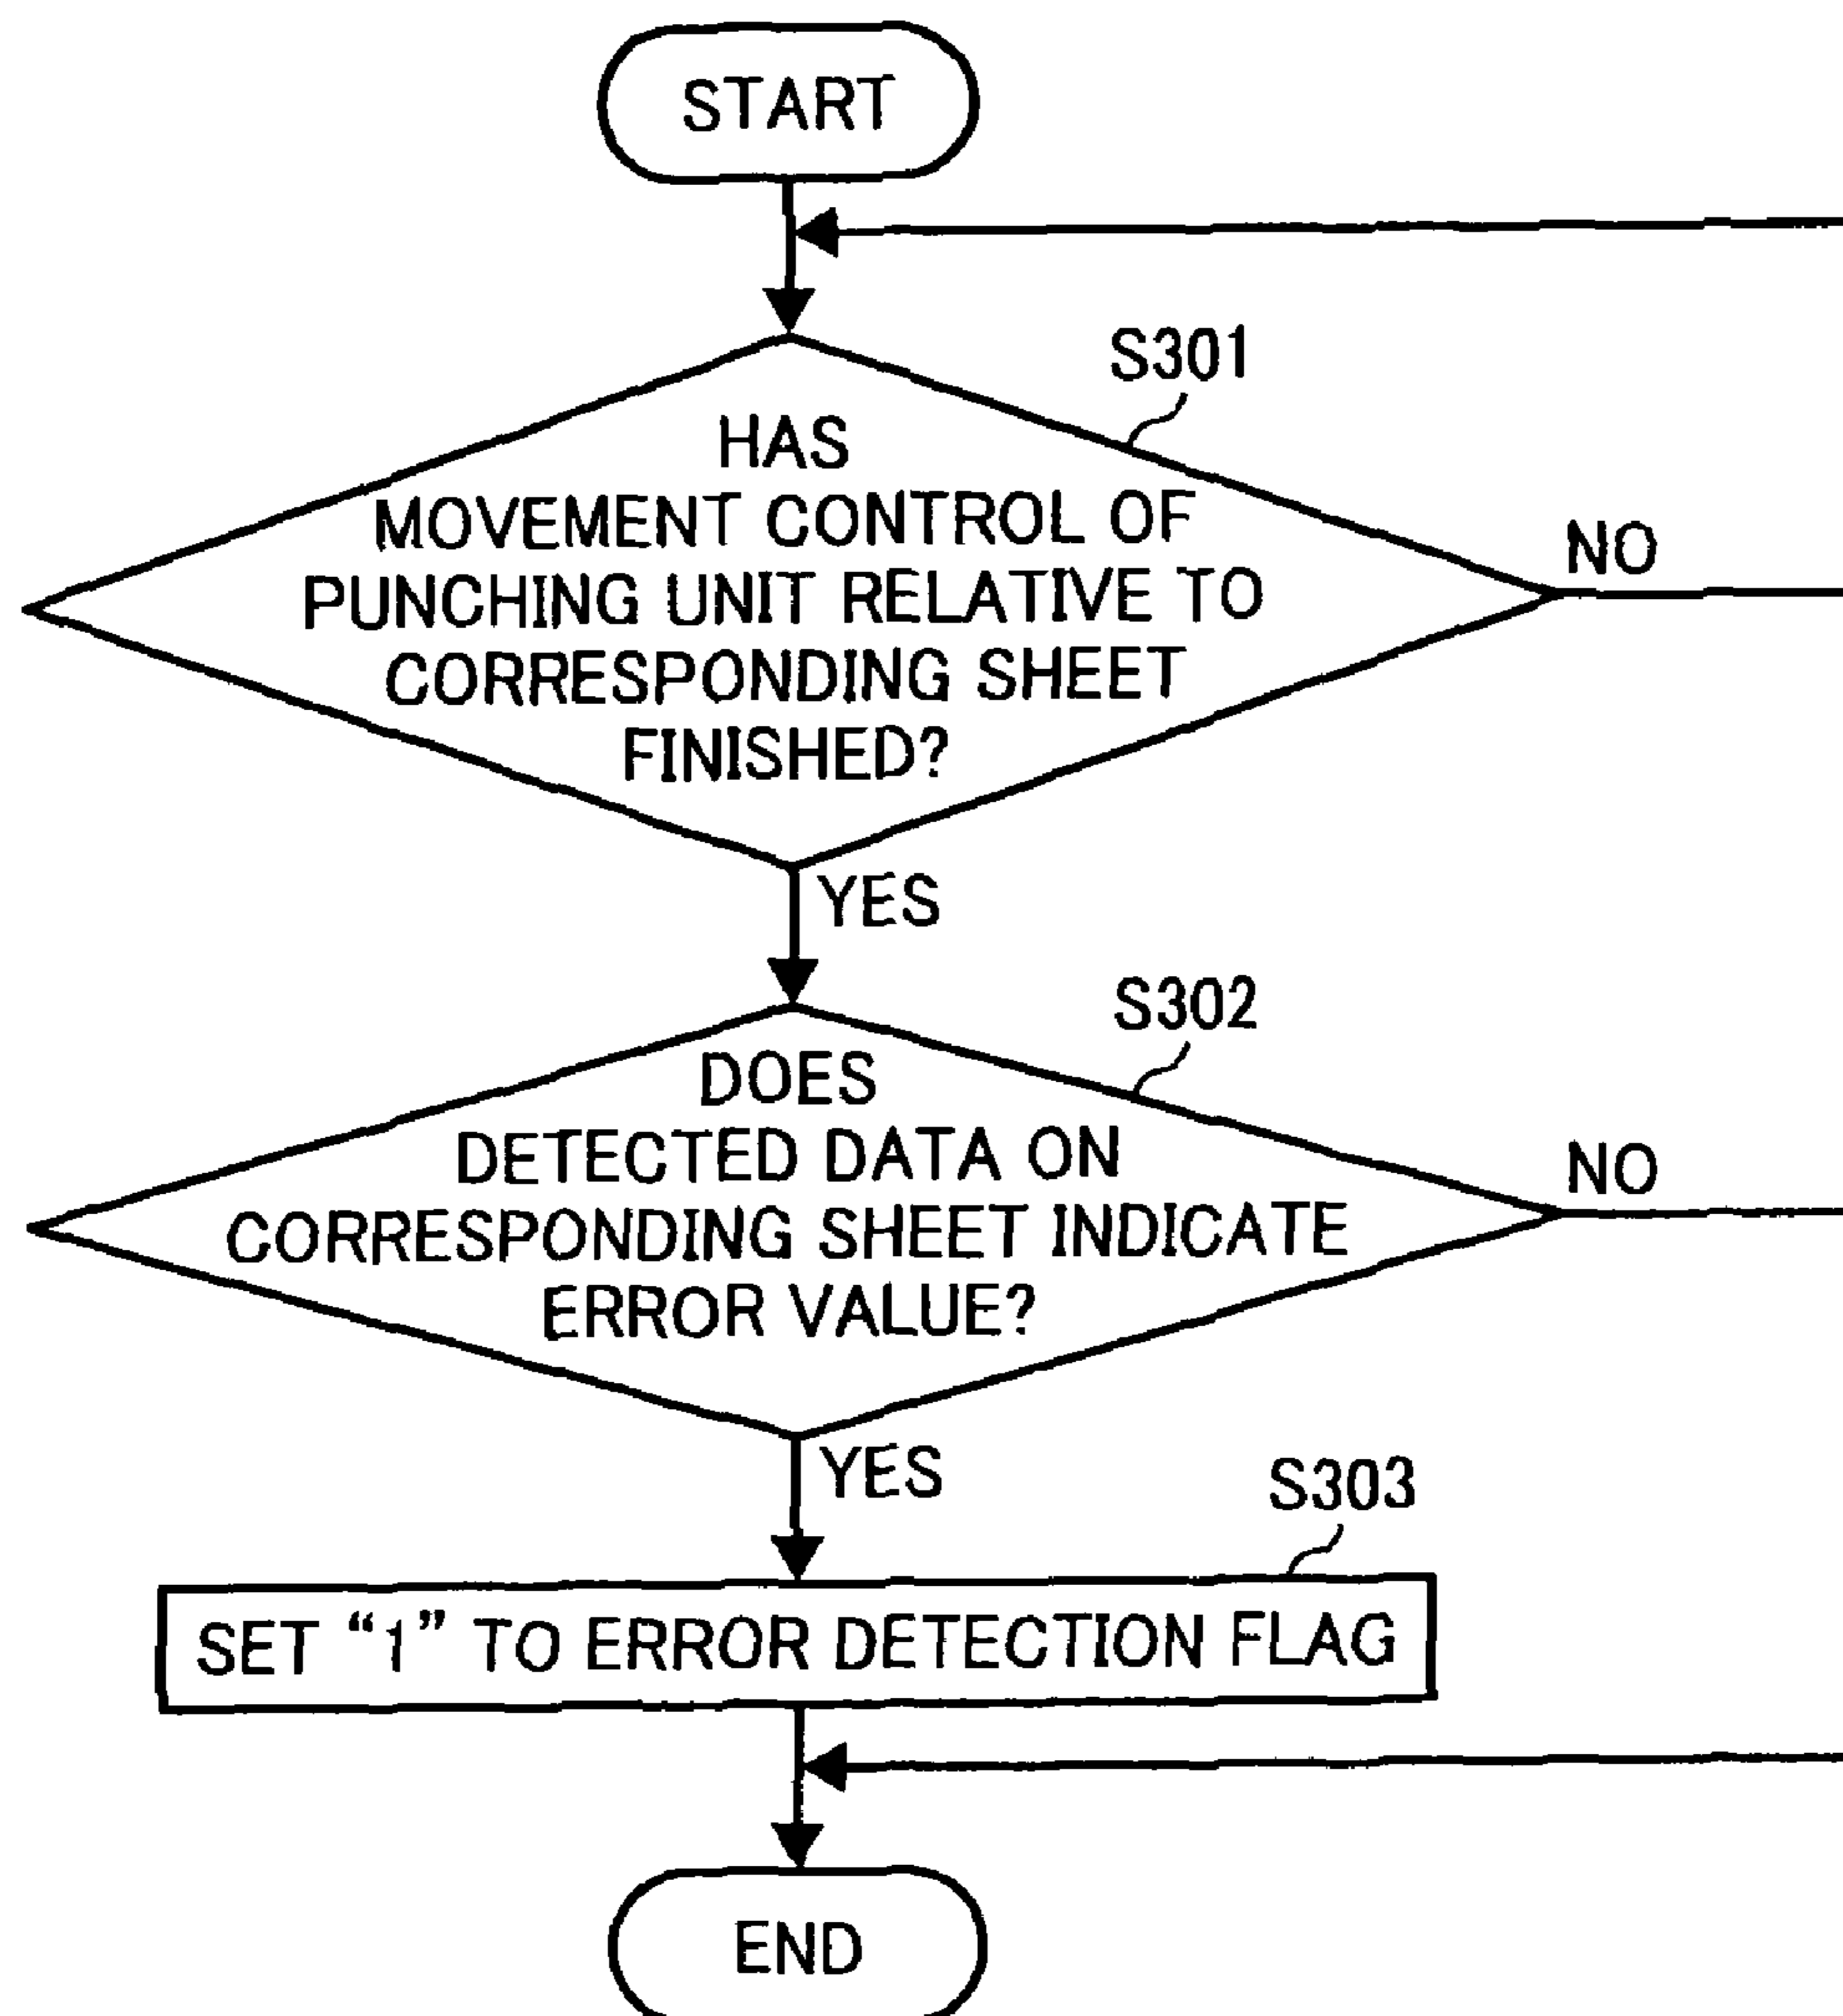 START
S301
HAS
MOVEMENT CONTROL OF
PUNCHING UNIT RELATIVE TO
CORRESPONDING SHEET
FINISHED?
NO
YES
S302
DOES
DETECTED DATA ON
CORRESPONDING SHEET INDICATE
ERROR VALUE?
NO
YES
S303
SET “1” TO ERROR DETECTION FLAG
END